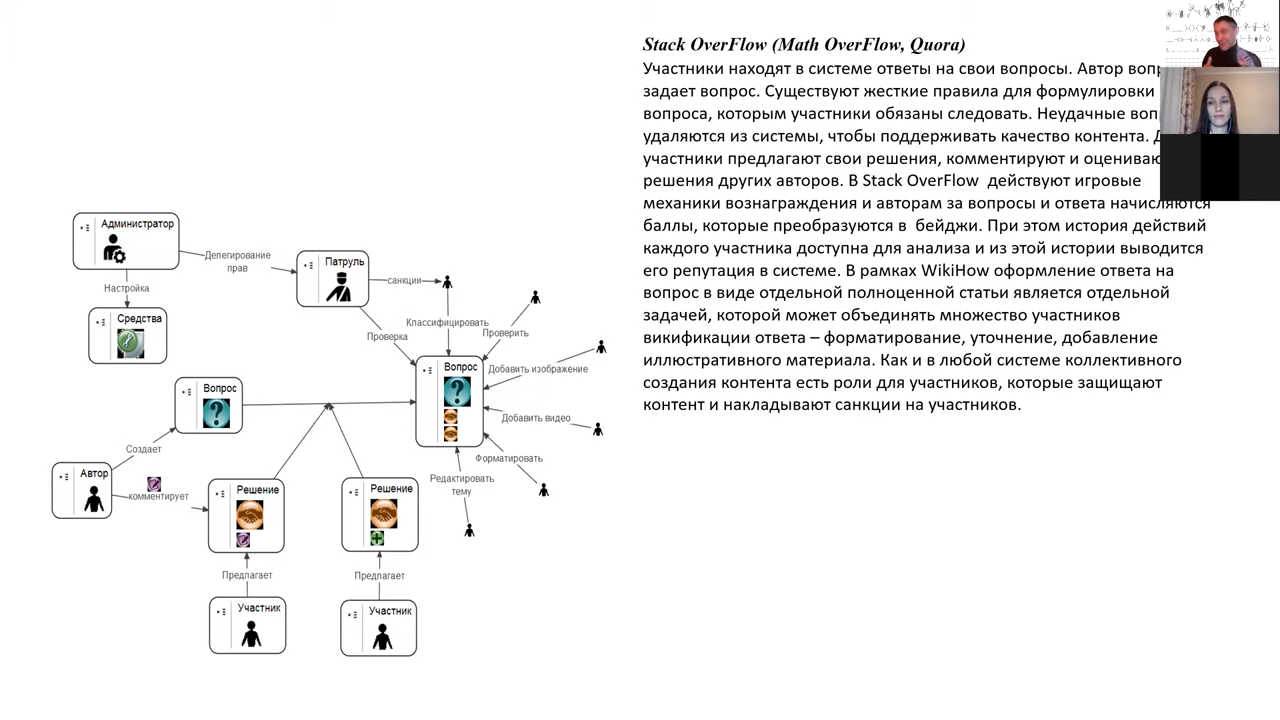 Stack OverFlow (Math OverFlow, Quora)
Участники находят в системе ответы на свои вопросы. Автор
задает вопрос. Существуют жесткие правила для формулировки
вопроса, которым участники обязаны следовать. Неудачные
удаляются из системы, чтобы поддерживать качество контента.
участники предлагают свои решения, комментируют и
решения других авторов. В Stack OverFlow действуют игровые
механики вознаграждения и авторам за вопросы и ответа начисляются
баллы, которые преобразуются в бейджи. При этом история действий
каждого участника доступна для анализа и из этой истории выводится
его репутация в системе. В рамках WikiHow оформление ответа на
вопрос в виде отдельной полноценной статьи является отдельной
задачей, которой может объединять множество участников
викификации ответа – форматирование, уточнение, добавление
иллюстративного материала. Как и в любой системе коллективного
создания контента есть роли для участников, которые защищают
контент и накладывают санкции на участников.
Администратор
Делегирование
прав
Патруль
санкции
Настройка
Средства
Классифицировать
Проверка
Проверить
Вопрос
Добавить изображение
Вопрос
Добавить видео
Создает
Форматировать
Автор
комментирует
Редактировать
тему
Решение
Решение
Предлагает
Предлагает
Участник
Участник